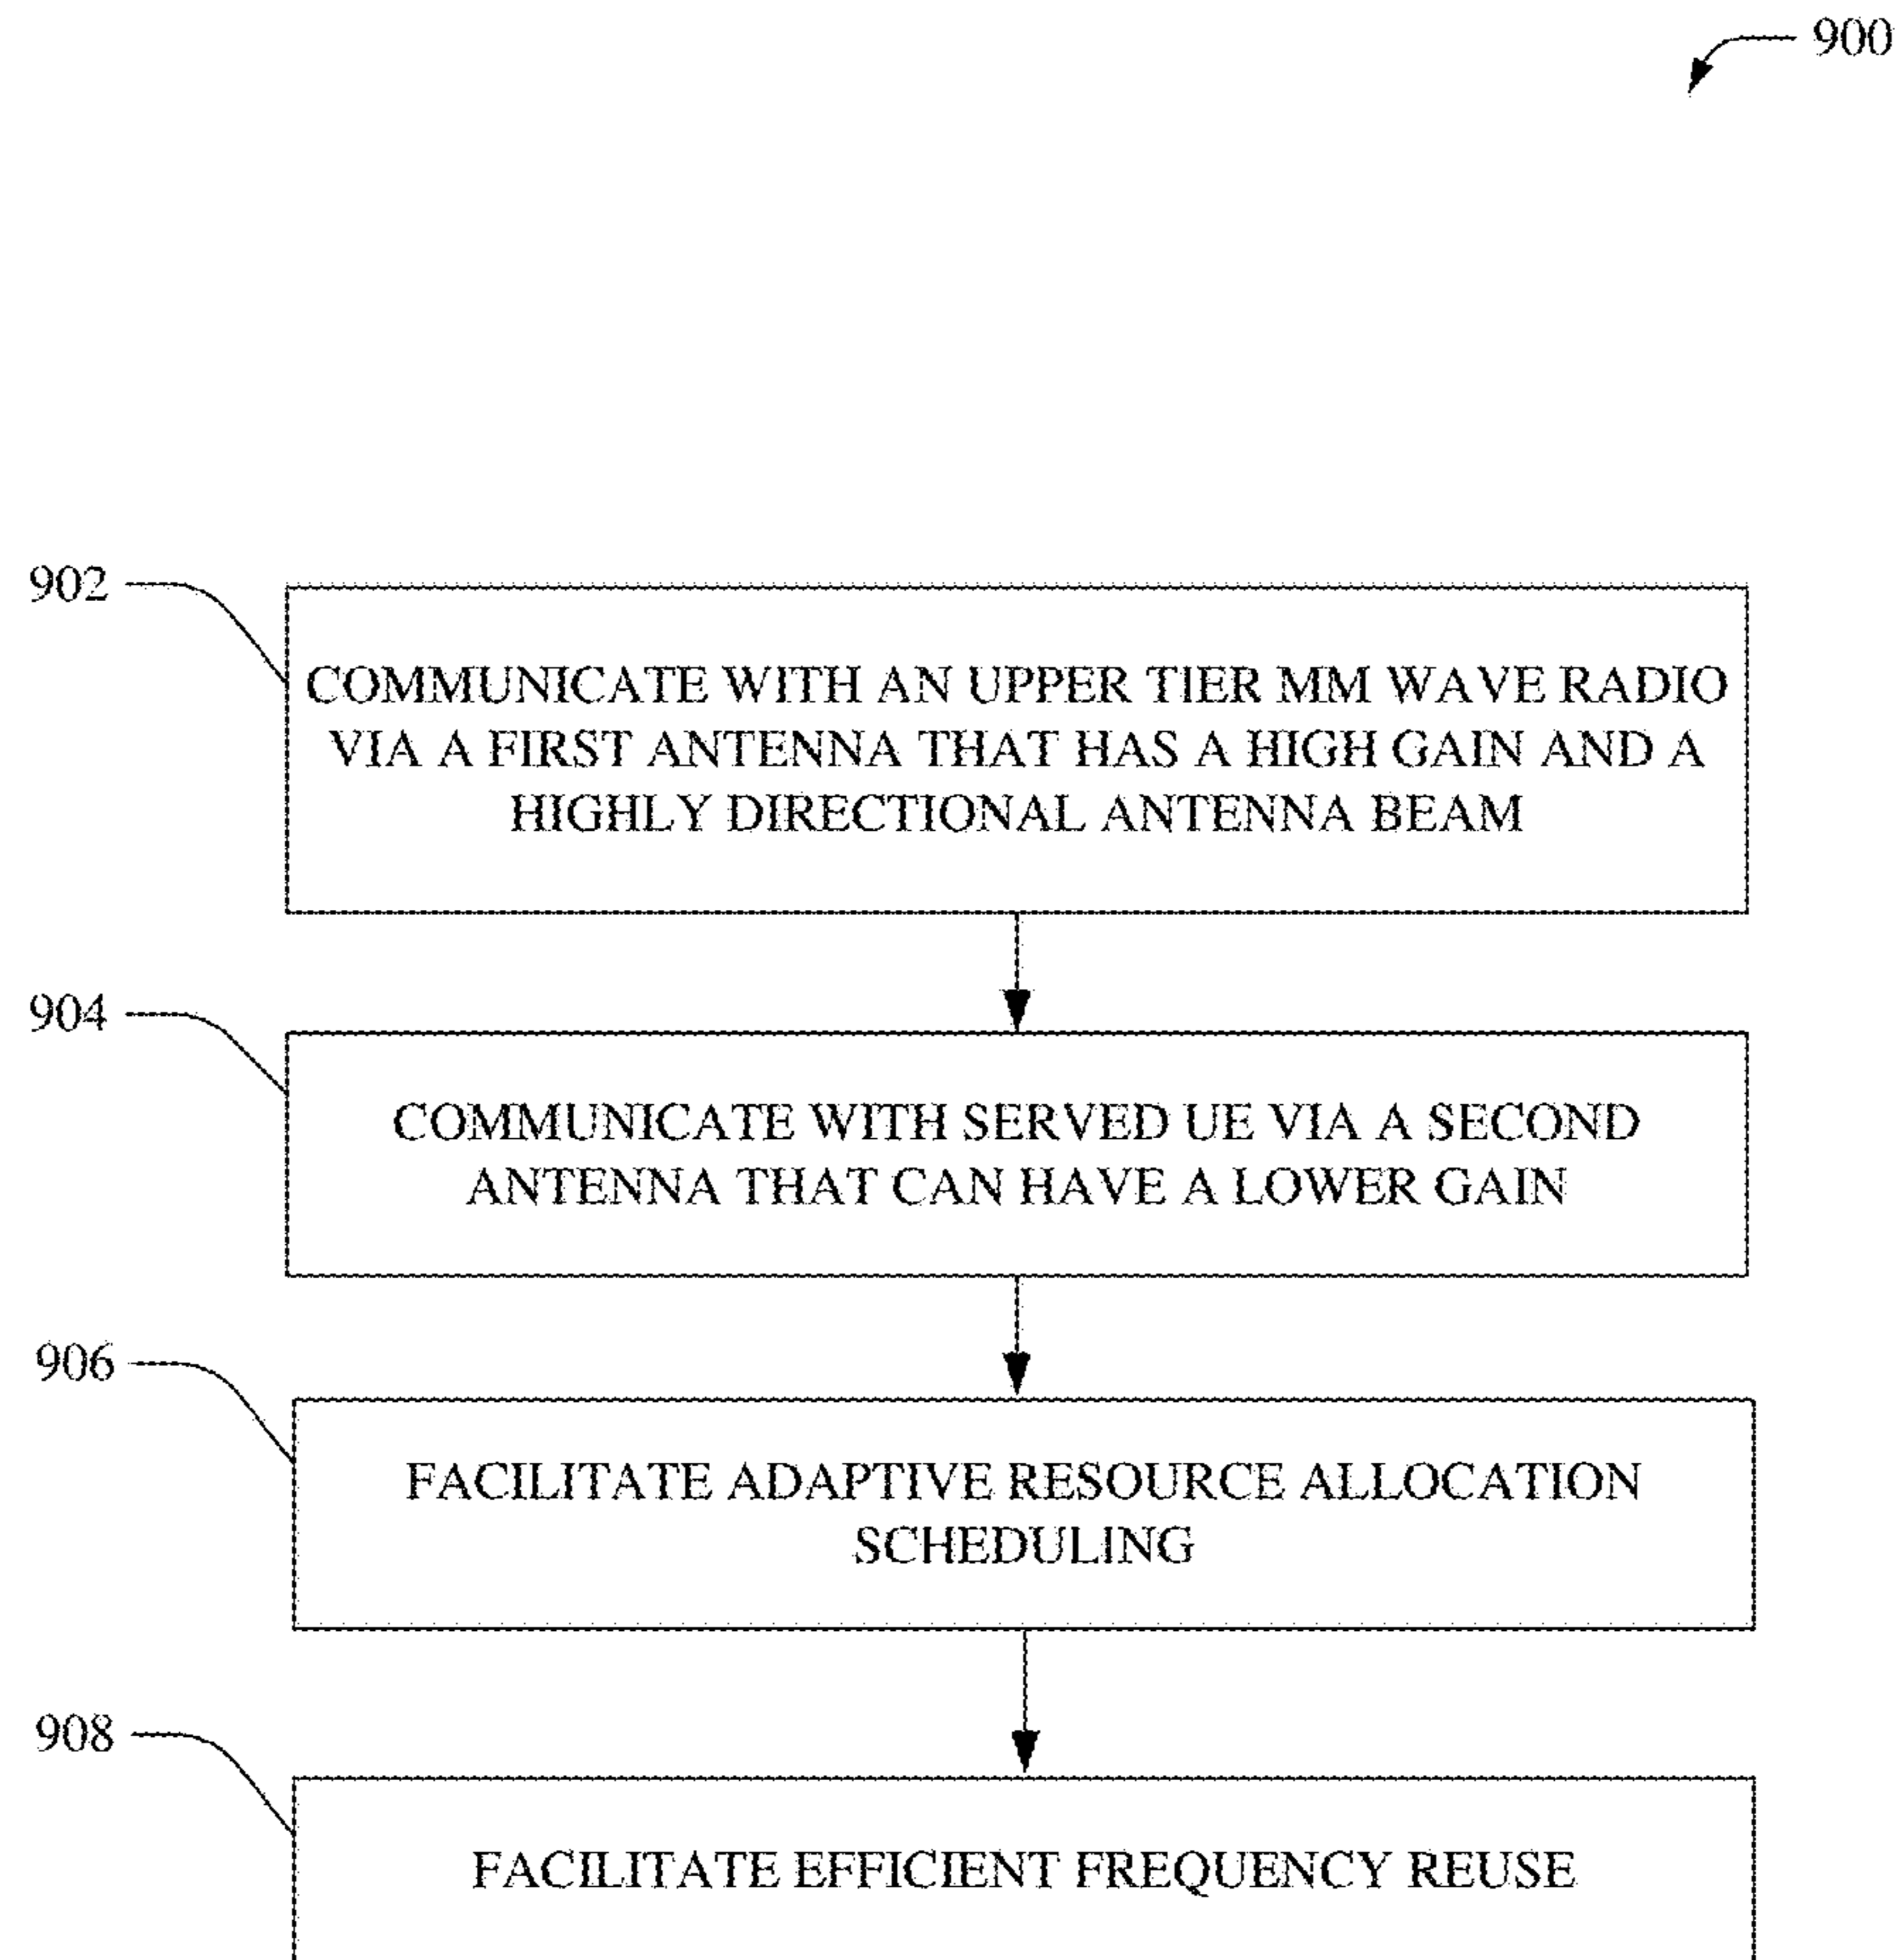 900
902
COMMUNICATE WITH AN UPPER TIER MM WAVE RADIO
VIA A FIRST ANTENNA THAT HAS A HIGH GAIN AND A
HIGHLY DIRECTIONAL ANTENNA BEAM
904
COMMUNICATE WITH SERVED UE VIA A SECOND
ANTENNA THAT CAN HAVE A LOWER GAIN
906
FACILITATE ADAPTIVE RESOURCE ALLOCATION
SCHEDULING
908
FACILITATE EFFICIENT FREQUENCY REUSE